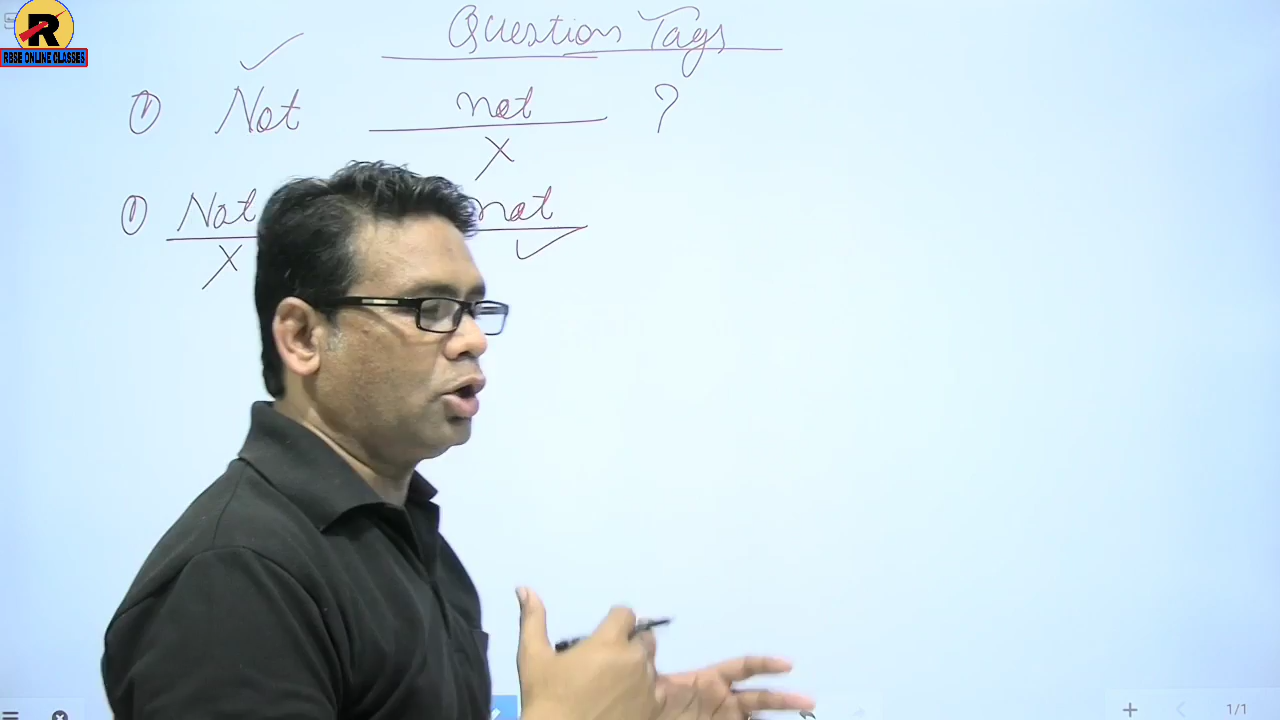 R
RBSE ONLINE CLASSES
Question Tags
① Not not ?
X
① Not not
X
1/1